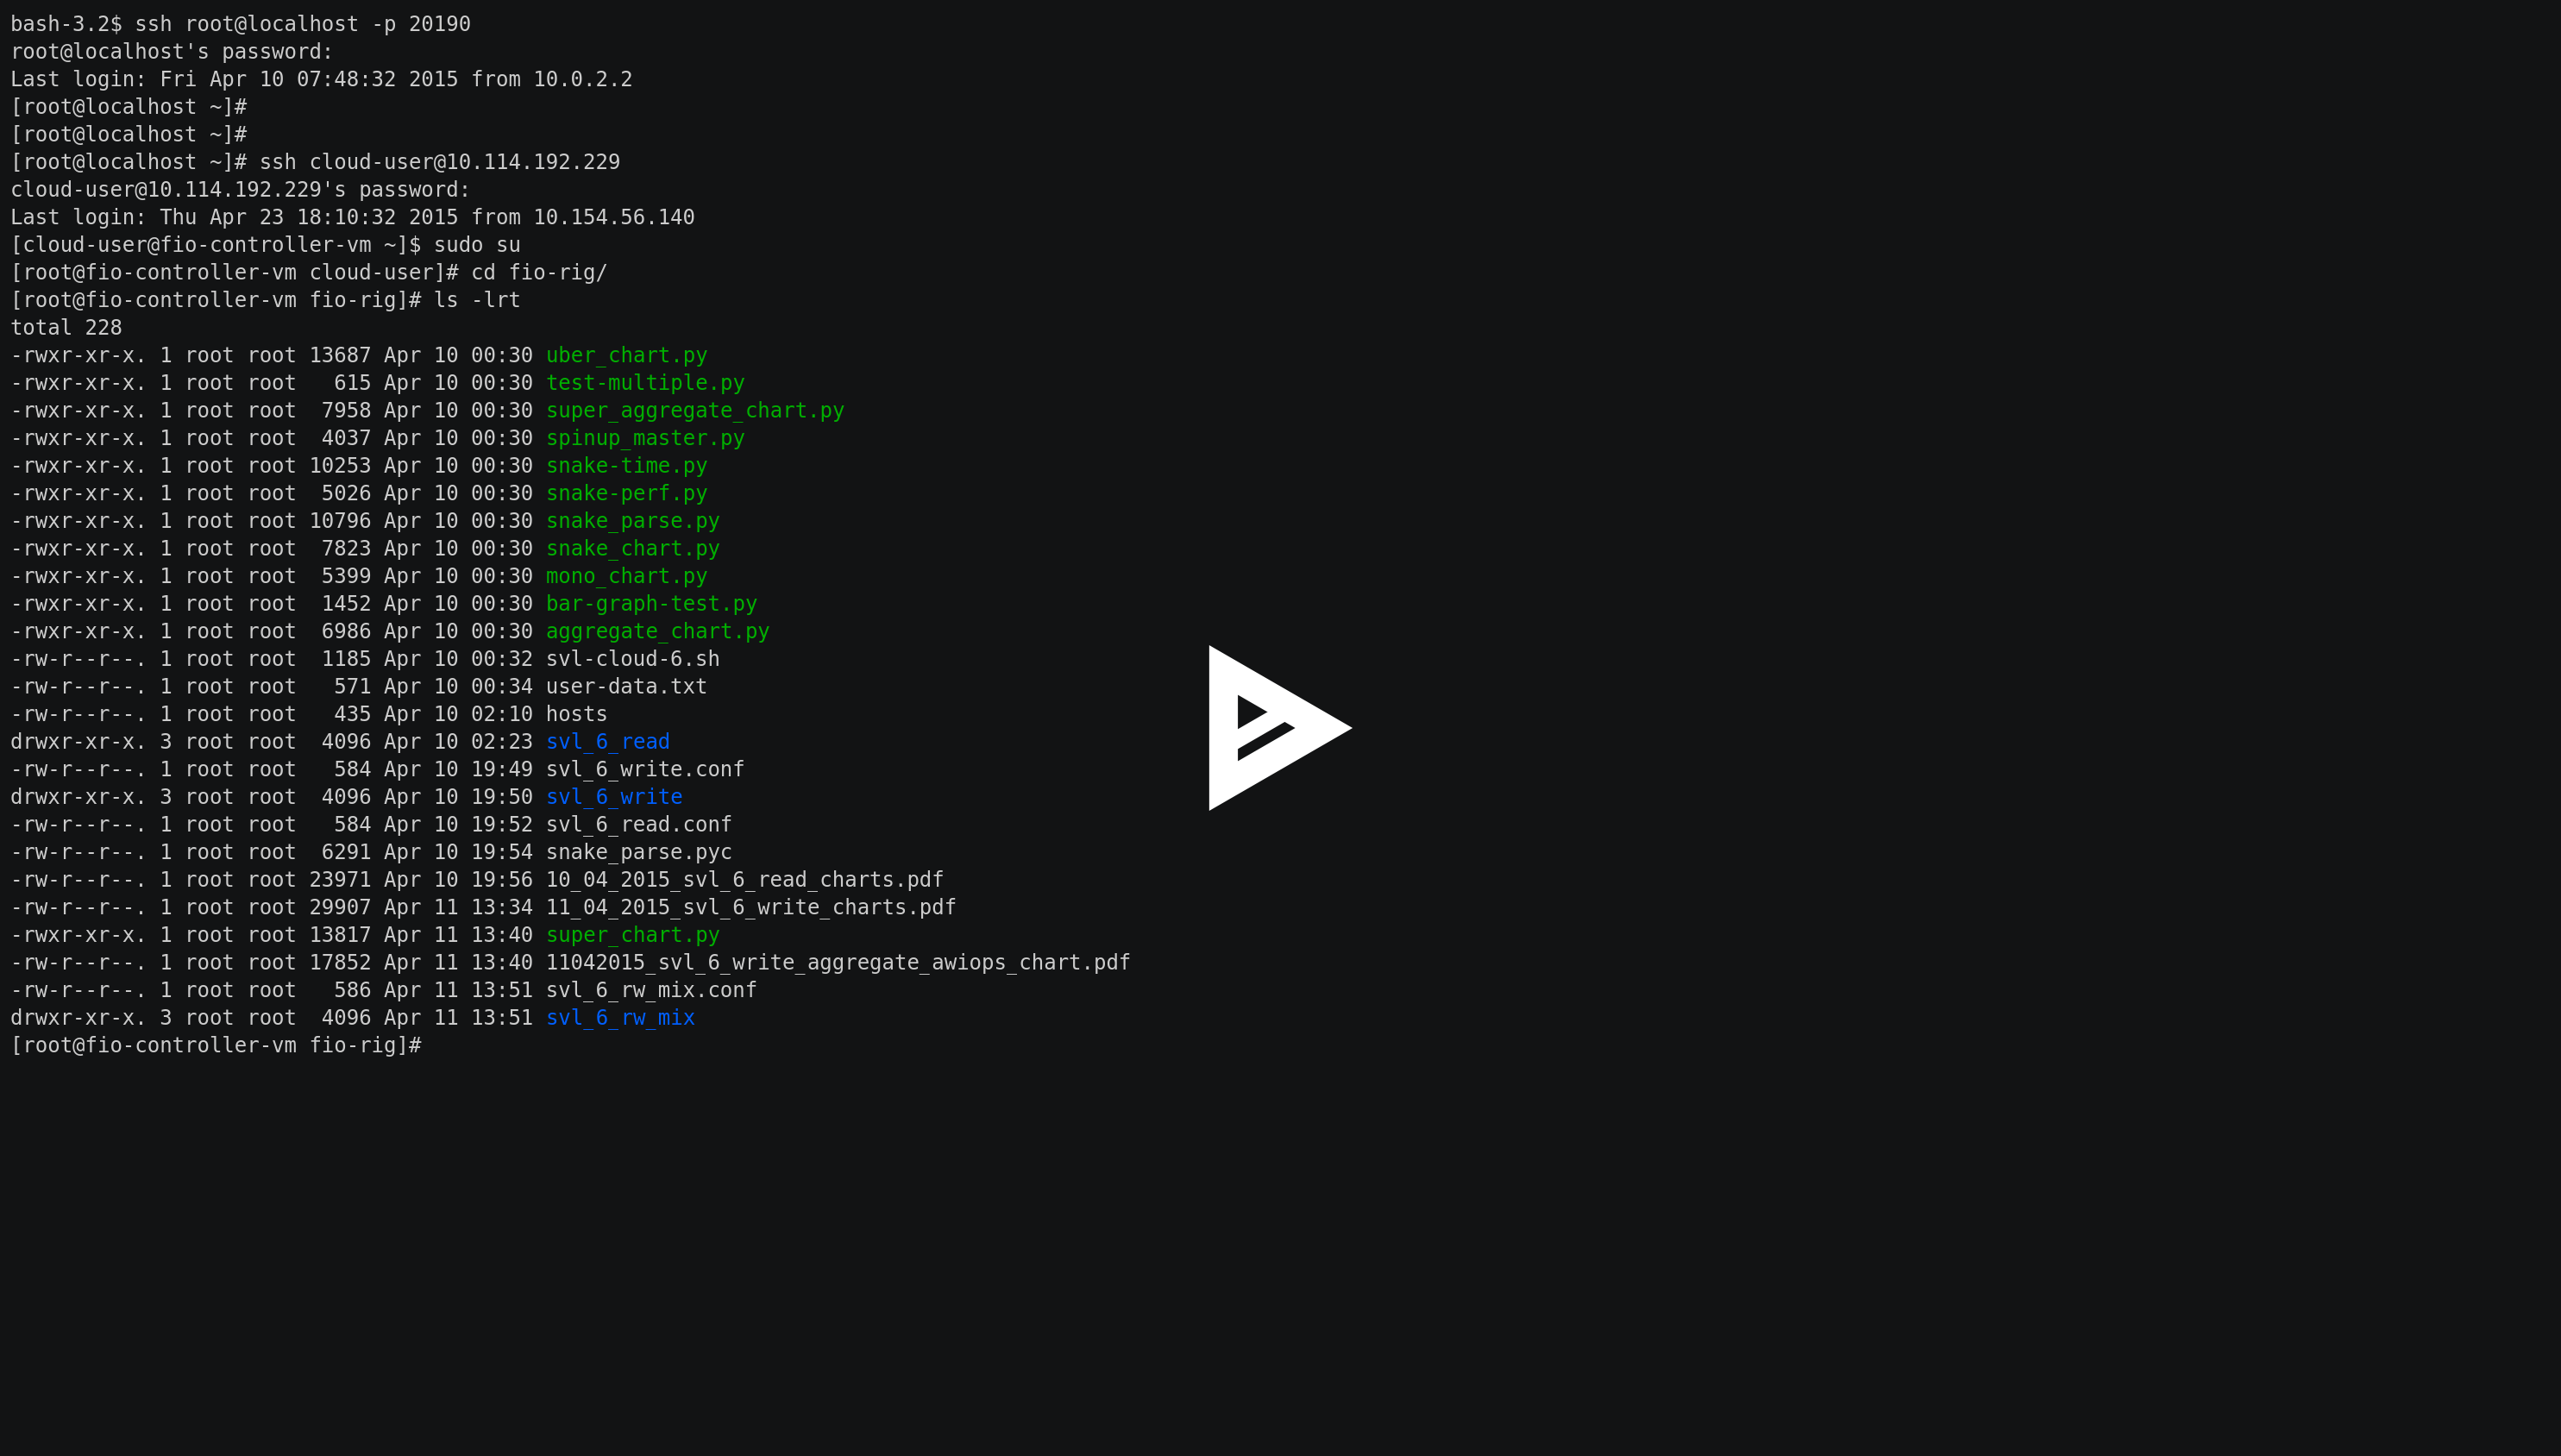 bash-3.2$ ssh root@localhost -p 20190
root@localhost's password:
Last login: Fri Apr 10 07:48:32 2015 from 10.0.2.2
[root@localhost ~]#
[root@localhost ~]#
[root@localhost ~]# ssh cloud-user@10.114.192.229
cloud-user@10.114.192.229's password:
Last login: Thu Apr 23 18:10:32 2015 from 10.154.56.140
[cloud-user@fio-controller-vm ~]$ sudo su
[root@fio-controller-vm cloud-user]# cd fio-rig/
[root@fio-controller-vm fio-rig]# ls -lrt
total 228
-rwxr-xr-x. 1 root root 13687 Apr 10 00:30 uber_chart.py
-rwxr-xr-x. 1 root root   615 Apr 10 00:30 test-multiple.py
-rwxr-xr-x. 1 root root  7958 Apr 10 00:30 super_aggregate_chart.py
-rwxr-xr-x. 1 root root  4037 Apr 10 00:30 spinup_master.py
-rwxr-xr-x. 1 root root 10253 Apr 10 00:30 snake-time.py
-rwxr-xr-x. 1 root root  5026 Apr 10 00:30 snake-perf.py
-rwxr-xr-x. 1 root root 10796 Apr 10 00:30 snake_parse.py
-rwxr-xr-x. 1 root root  7823 Apr 10 00:30 snake_chart.py
-rwxr-xr-x. 1 root root  5399 Apr 10 00:30 mono_chart.py
-rwxr-xr-x. 1 root root  1452 Apr 10 00:30 bar-graph-test.py
-rwxr-xr-x. 1 root root  6986 Apr 10 00:30 aggregate_chart.py
-rw-r--r--. 1 root root  1185 Apr 10 00:32 svl-cloud-6.sh
-rw-r--r--. 1 root root   571 Apr 10 00:34 user-data.txt
-rw-r--r--. 1 root root   435 Apr 10 02:10 hosts
drwxr-xr-x. 3 root root  4096 Apr 10 02:23 svl_6_read
-rw-r--r--. 1 root root   584 Apr 10 19:49 svl_6_write.conf
drwxr-xr-x. 3 root root  4096 Apr 10 19:50 svl_6_write
-rw-r--r--. 1 root root   584 Apr 10 19:52 svl_6_read.conf
-rw-r--r--. 1 root root  6291 Apr 10 19:54 snake_parse.pyc
-rw-r--r--. 1 root root 23971 Apr 10 19:56 10_04_2015_svl_6_read_charts.pdf
-rw-r--r--. 1 root root 29907 Apr 11 13:34 11_04_2015_svl_6_write_charts.pdf
-rwxr-xr-x. 1 root root 13817 Apr 11 13:40 super_chart.py
-rw-r--r--. 1 root root 17852 Apr 11 13:40 11042015_svl_6_write_aggregate_awiops_chart.pdf
-rw-r--r--. 1 root root   586 Apr 11 13:51 svl_6_rw_mix.conf
drwxr-xr-x. 3 root root  4096 Apr 11 13:51 svl_6_rw_mix
[root@fio-controller-vm fio-rig]#